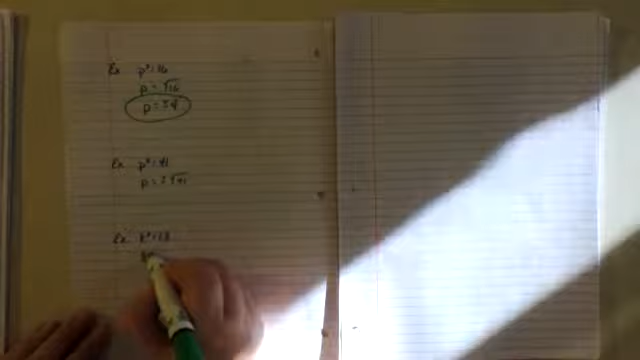 Ex p²=16
p = √16
p = ±4
Ex p²=41
p = ±√41
Ex